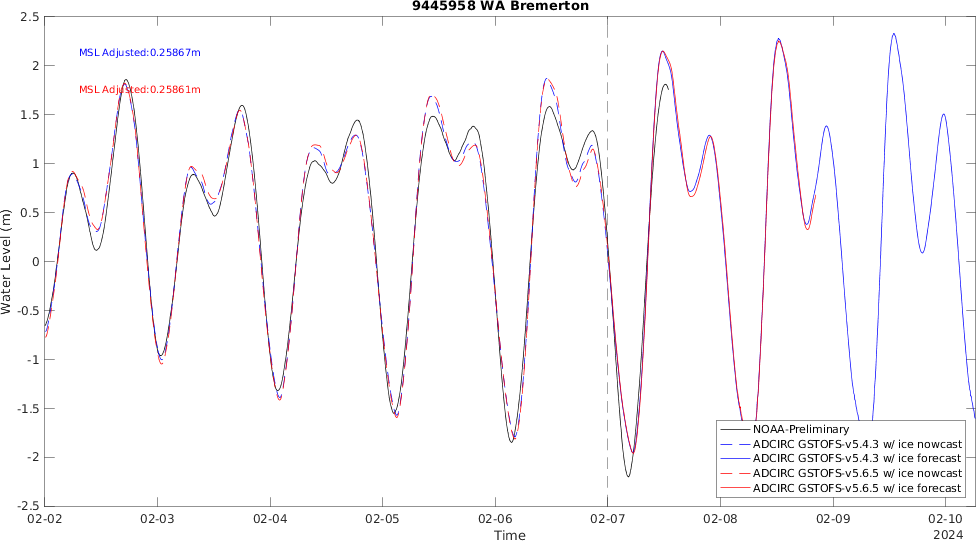 9445958 WA Bremerton
MSL Adjusted:0.25867m
MSL Adjusted:0.25861m
Water Level (m)
2.5
2
1.5
1
0.5
0
-0.5
-1
-1.5
-2
-2.5
NOAA-Preliminary
ADCIRC GSTOFS-v5.4.3 w/ ice nowcast
ADCIRC GSTOFS-v5.4.3 w/ ice forecast
ADCIRC GSTOFS-v5.6.5 w/ ice nowcast
ADCIRC GSTOFS-v5.6.5 w/ ice forecast
02-02 02-03 02-04 02-05 02-06 02-07 02-08 02-09 02-10
Time
2024